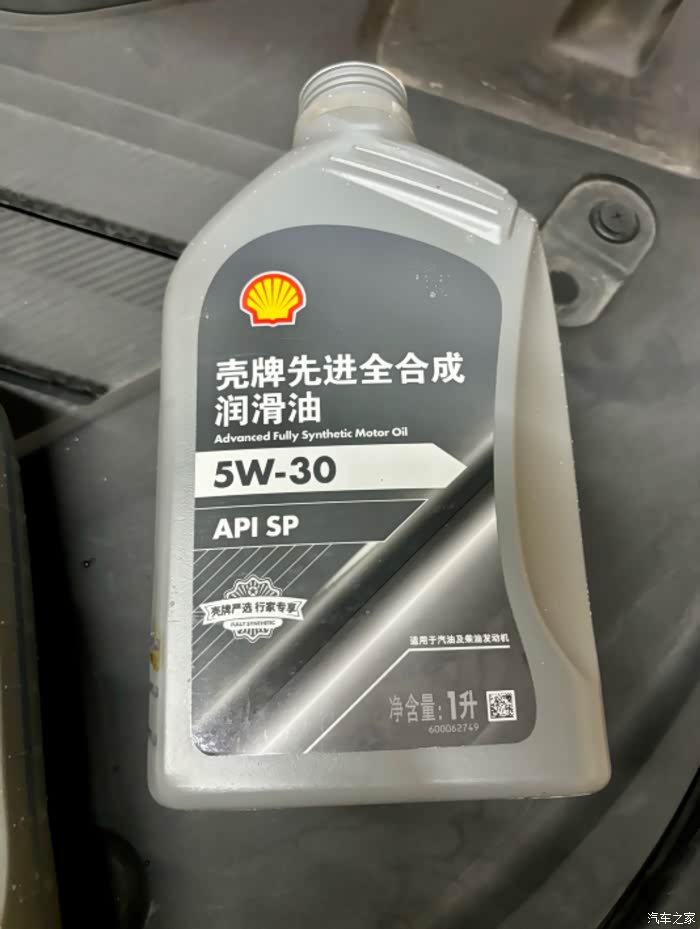 壳牌先进全合成
润滑油
Advanced Fully Synthetic Motor Oil
5W-30
API SP
壳牌严选 行家专享
FULLY SYNTHETIC
适用于汽油及柴油发动机
净含量:1升
600062749
汽车之家